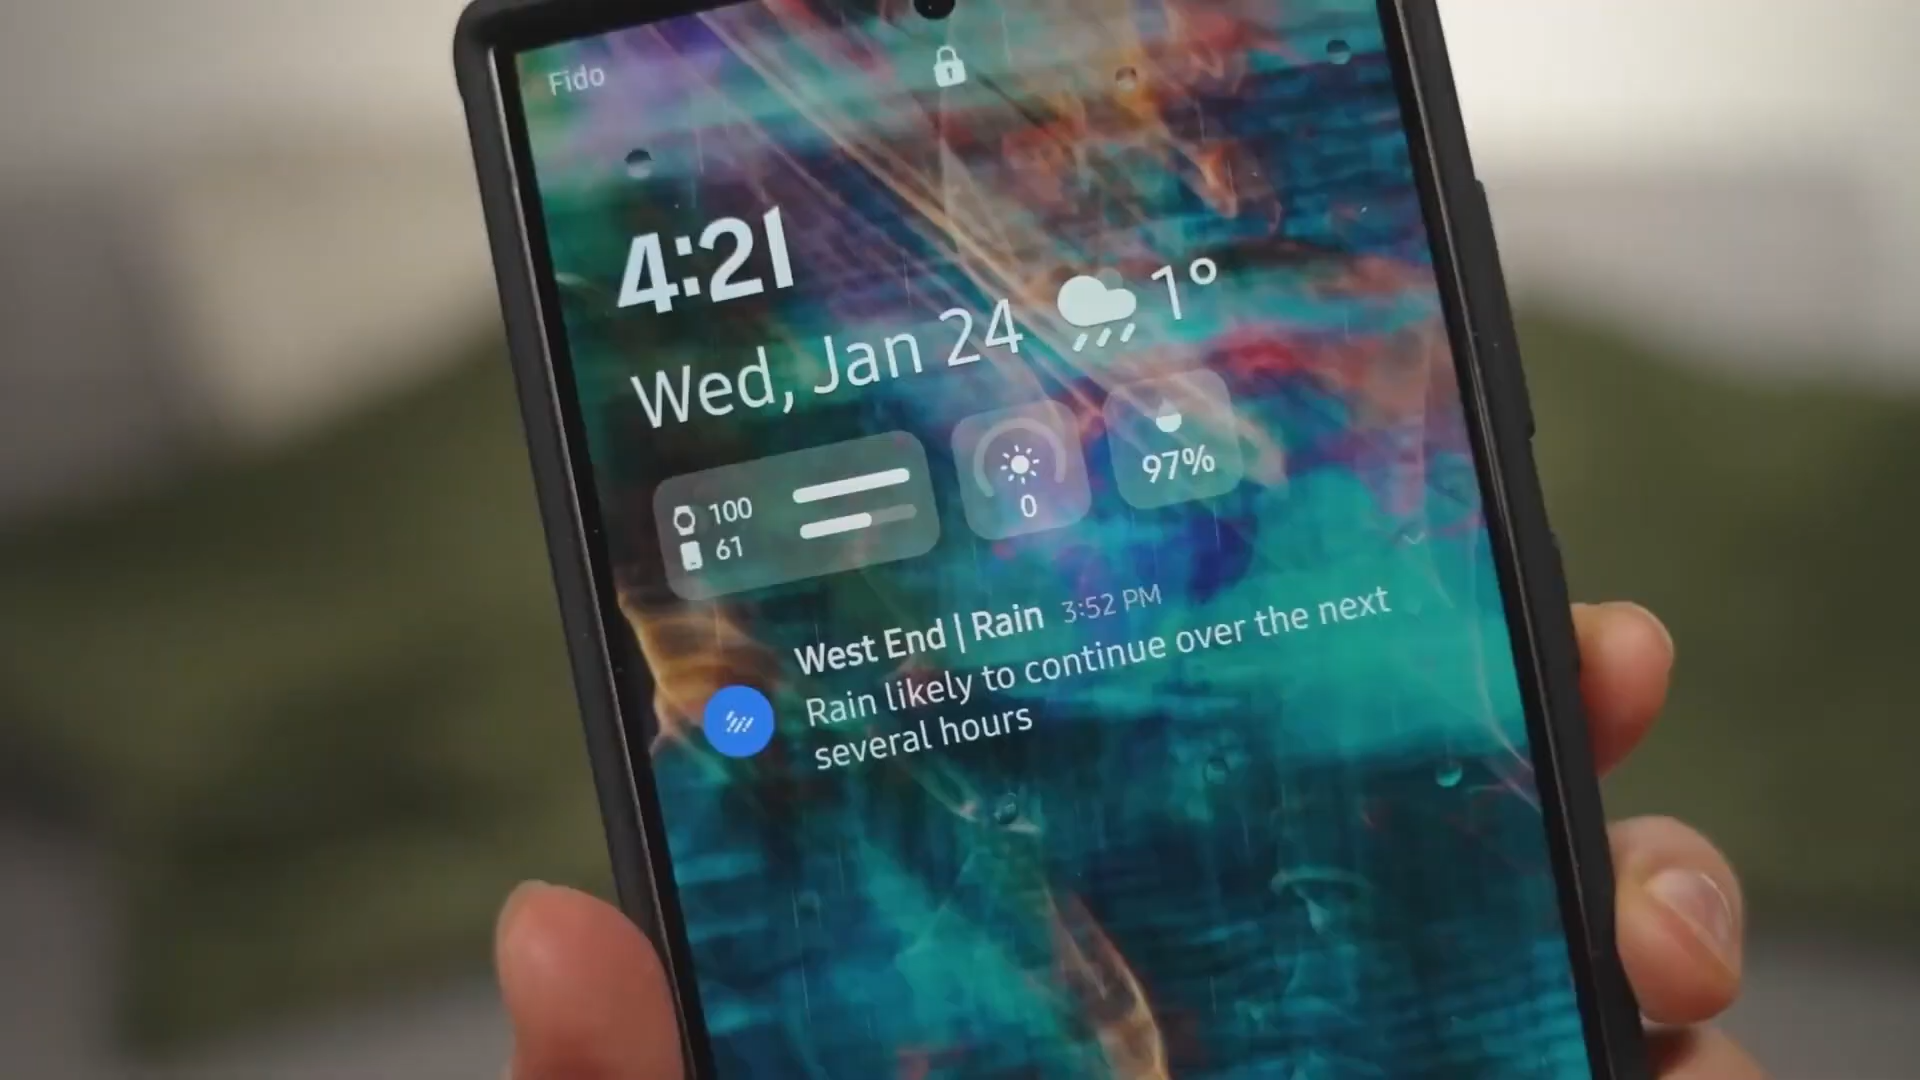 Fido
4:21
Wed, Jan 24 1°
100
61
0
97%
West End | Rain 3:52 PM
Rain likely to continue over the next
several hours